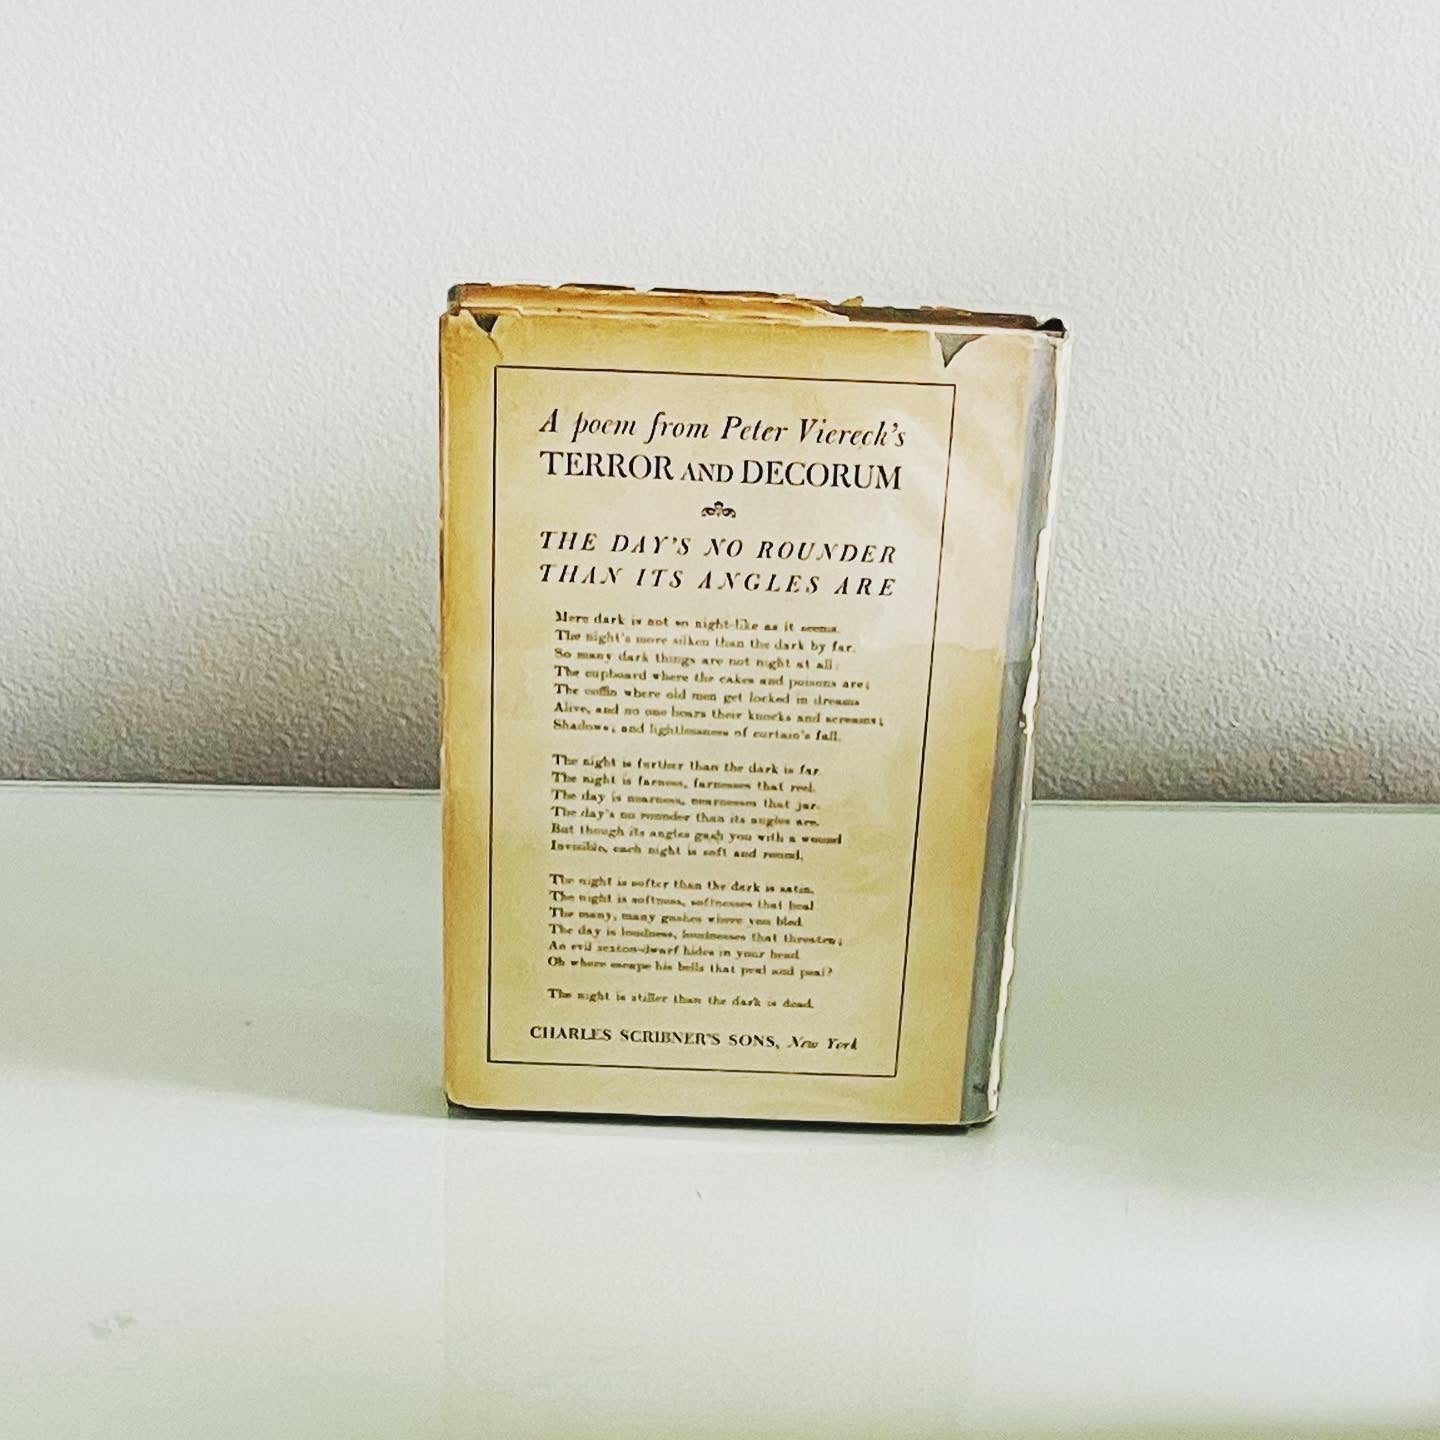 A poem from Peter Viereck's
TERROR AND DECORUM
THE DAY'S NO ROUNDER
THAN ITS ANGLES ARE
Mere dark is not so night-like as it seems.
The night's more silken than the dark by far.
So many dark things are not night at all:
The cupboard where the cakes and poisons are;
The coffin where old men get locked in dreams
Alive, and no one hears their knocks and screams;
Shadows; and lightlessness of curtain's fall.
The night is further than the dark is far.
The night is farness, farnesses that reel.
The day is nearness, nearnesses that jar.
The day's no rounder than its angles are.
But though its angles gash you with a wound
Invisible, each night is soft and round.
The night is softer than the dark is satin.
The night is softness, softnesses that heal
The many, many gashes where you bled.
The day is loudness, that threaten;
An evil sexton-dwarf hides in your head.
Oh where escape his bells that peal and peal?
The night is stiller than the dark is dead.
CHARLES SCRIBNER'S SONS, New York